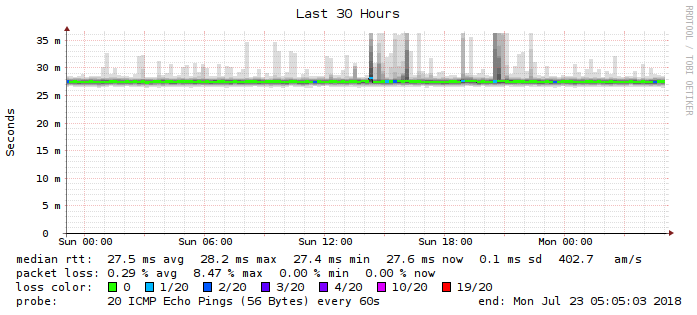 Last 30 Hours
RRDTOOL / TOBI OETIKER
Seconds
35 m
30 m
25 m
20 m
15 m
10 m
5 m
0
Sun 00:00 Sun 06:00 Sun 12:00 Sun 18:00 Mon 00:00
median rtt: 27.5 ms avg 28.2 ms max 27.4 ms min 27.6 ms now 0.1 ms sd 402.7 am/s
packet loss: 0.29 % avg 8.47 % max 0.00 % min 0.00 % now
loss color: 0 1/20 2/20 3/20 4/20 10/20 19/20
probe: 20 ICMP Echo Pings (56 Bytes) every 60s end: Mon Jul 23 05:05:03 2018